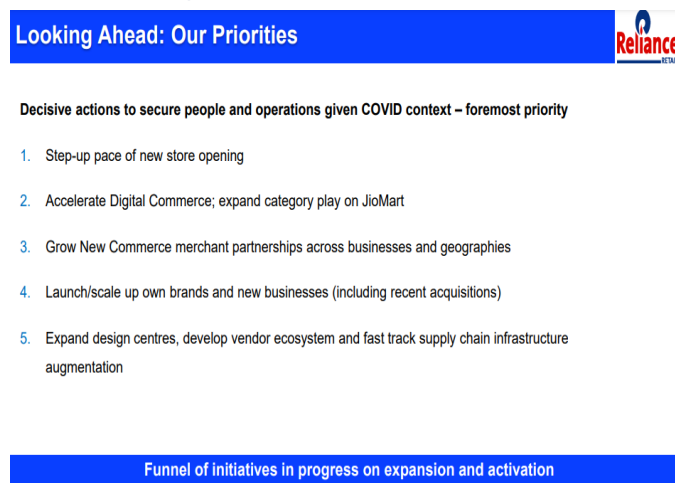 Looking Ahead: Our Priorities
Reliance
RETAI
Decisive actions to secure people and operations given COVID context – foremost priority
1. Step-up pace of new store opening
2. Accelerate Digital Commerce; expand category play on JioMart
3. Grow New Commerce merchant partnerships across businesses and geographies
4. Launch/scale up own brands and new businesses (including recent acquisitions)
5. Expand design centres, develop vendor ecosystem and fast track supply chain infrastructure
augmentation
Funnel of initiatives in progress on expansion and activation